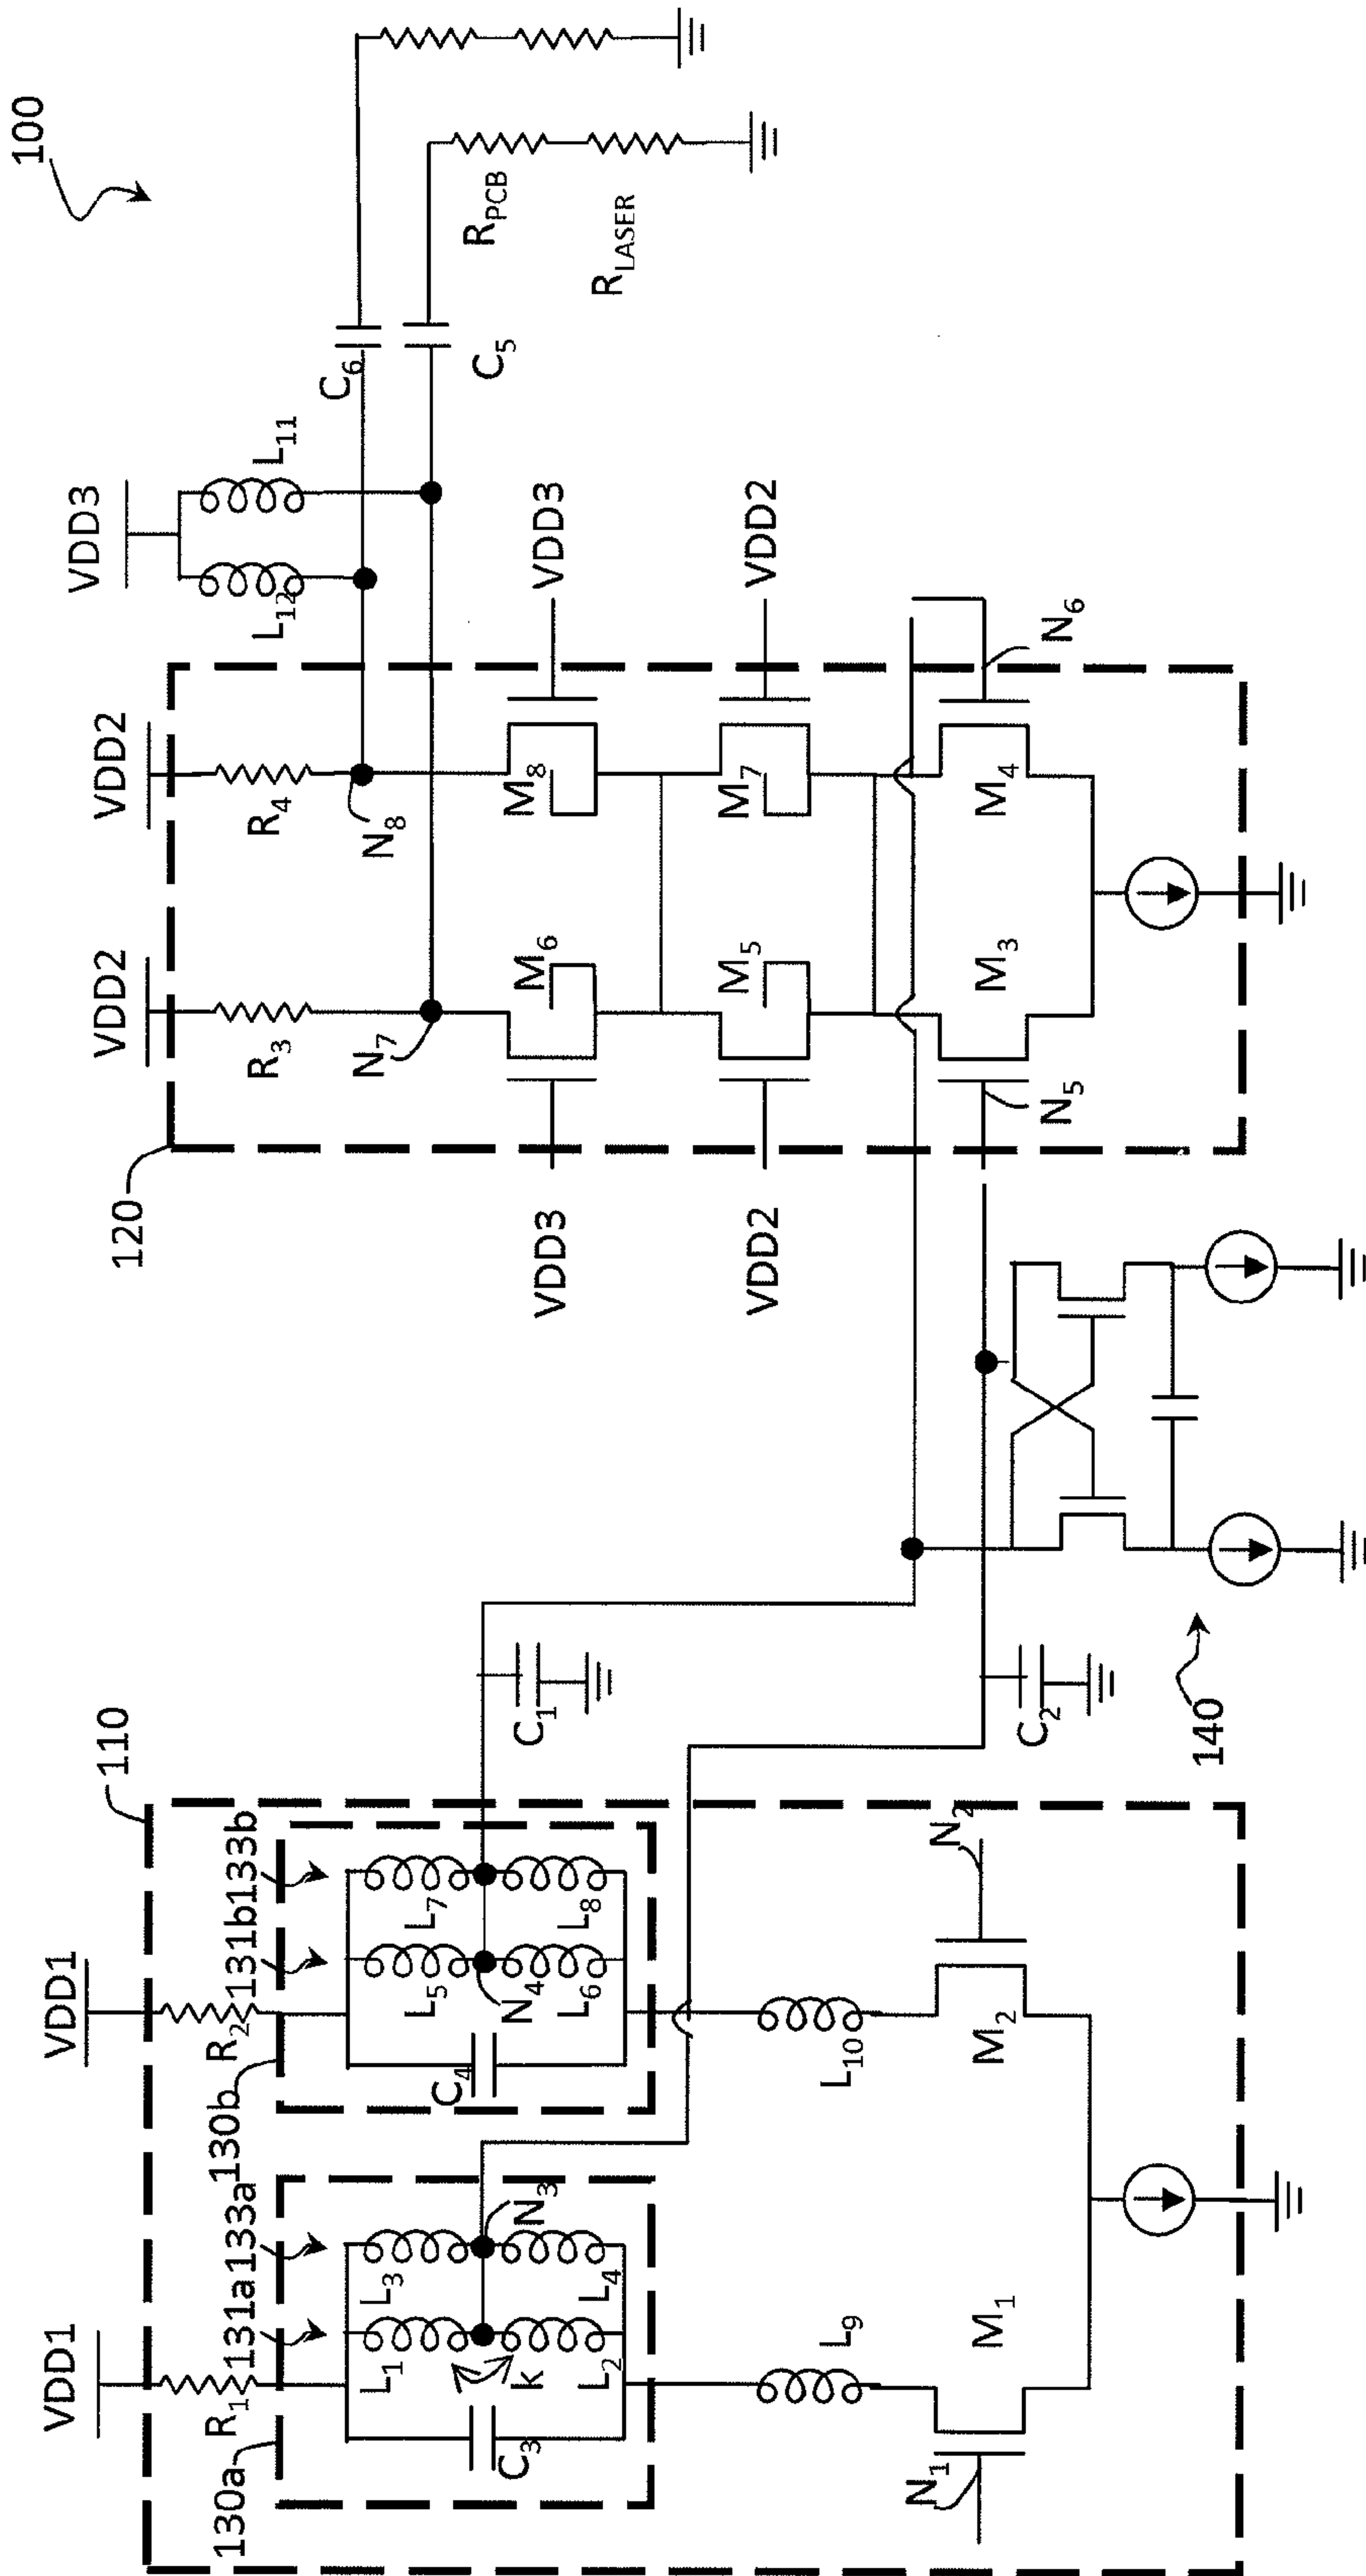 100
110
VDD1
VDD1
R1
R2
130a
131a
133a
130b
131b
133b
L1
L3
L5
L7
k
N3
N4
C3
L2
L4
C4
L6
L8
L9
L10
N1
M1
M2
N2
C1
C2
140
120
VDD2
VDD2
VDD3
R3
R4
L12
L11
N7
N8
C6
C5
RPCB
RLASER
VDD3
M6
M8
VDD3
VDD2
M5
M7
VDD2
N5
M3
M4
N6